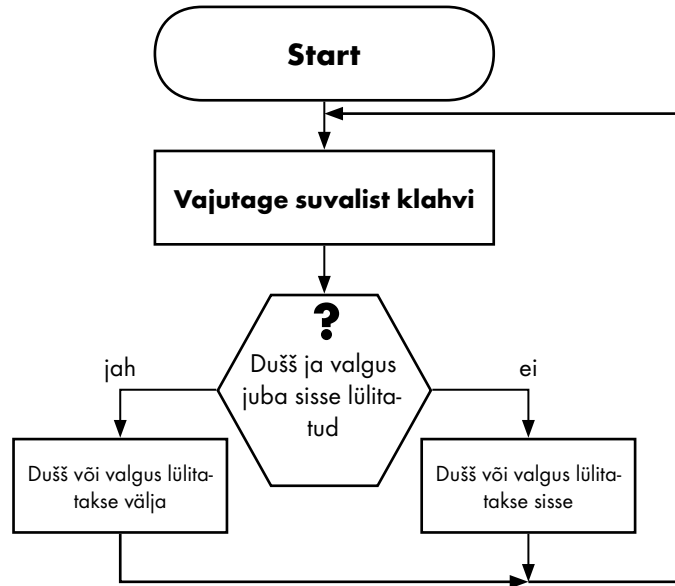 Start
Vajutage suvalist klahvi
?
Dušš ja valgus
juba sisse lülita-
tud
jah
ei
Dušš või valgus lülita-
takse välja
Dušš või valgus lülita-
takse sisse